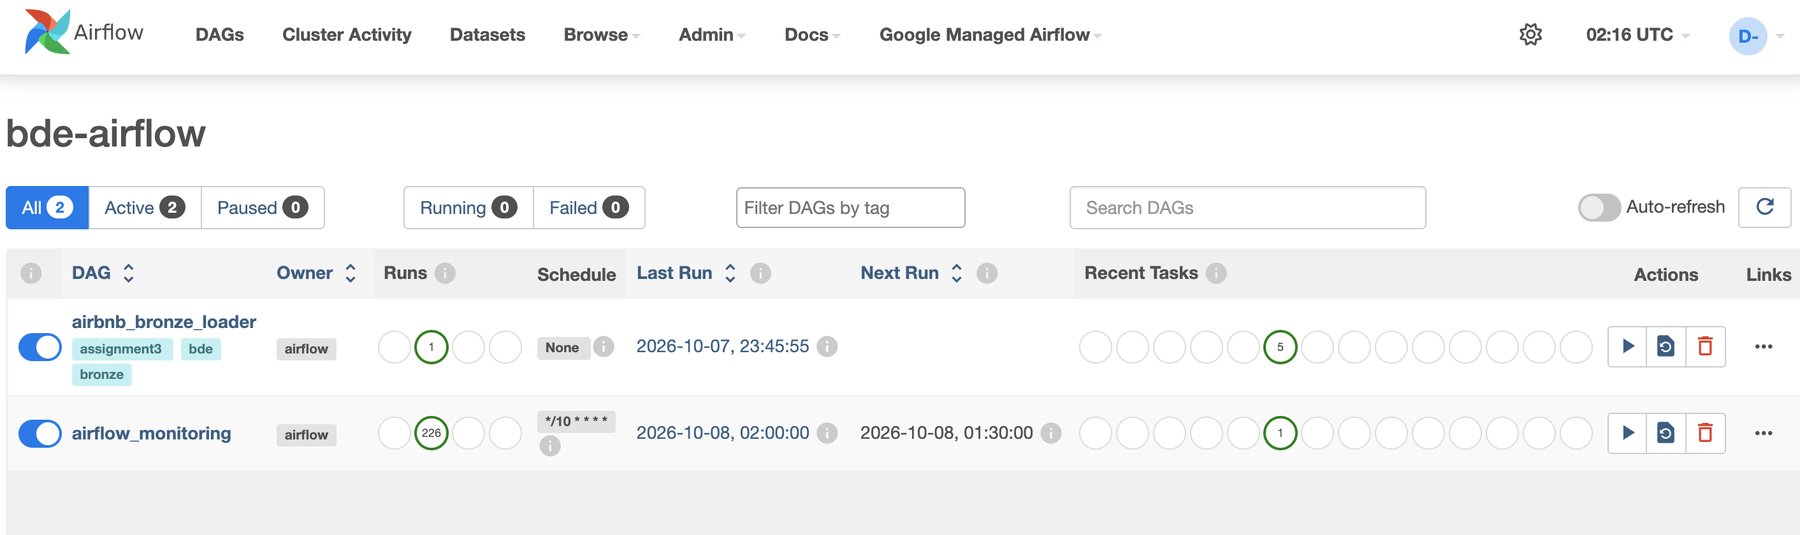 Airflow DAGs Cluster Activity Datasets Browse Admin Docs Google Managed Airflow 02:16 UTC D-
bde-airflow
All 2 Active 2 Paused 0 Running 0 Failed 0 Filter DAGs by tag Search DAGs Auto-refresh
DAG Owner Runs Schedule Last Run Next Run Recent Tasks Actions Links
airbnb_bronze_loader
assignment3 bde
bronze
airflow 1 None 2026-10-07, 23:45:55 5
airflow_monitoring airflow 226 */10 * * * * 2026-10-08, 02:00:00 2026-10-08, 01:30:00 1